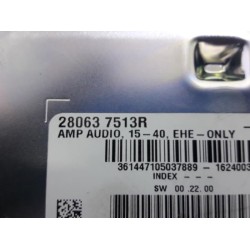 28063 7513R
AMP AUDIO, 15-40, EHE-ONLY
361447105037889 - 1624003
INDEX - - -
SW 00.22.00